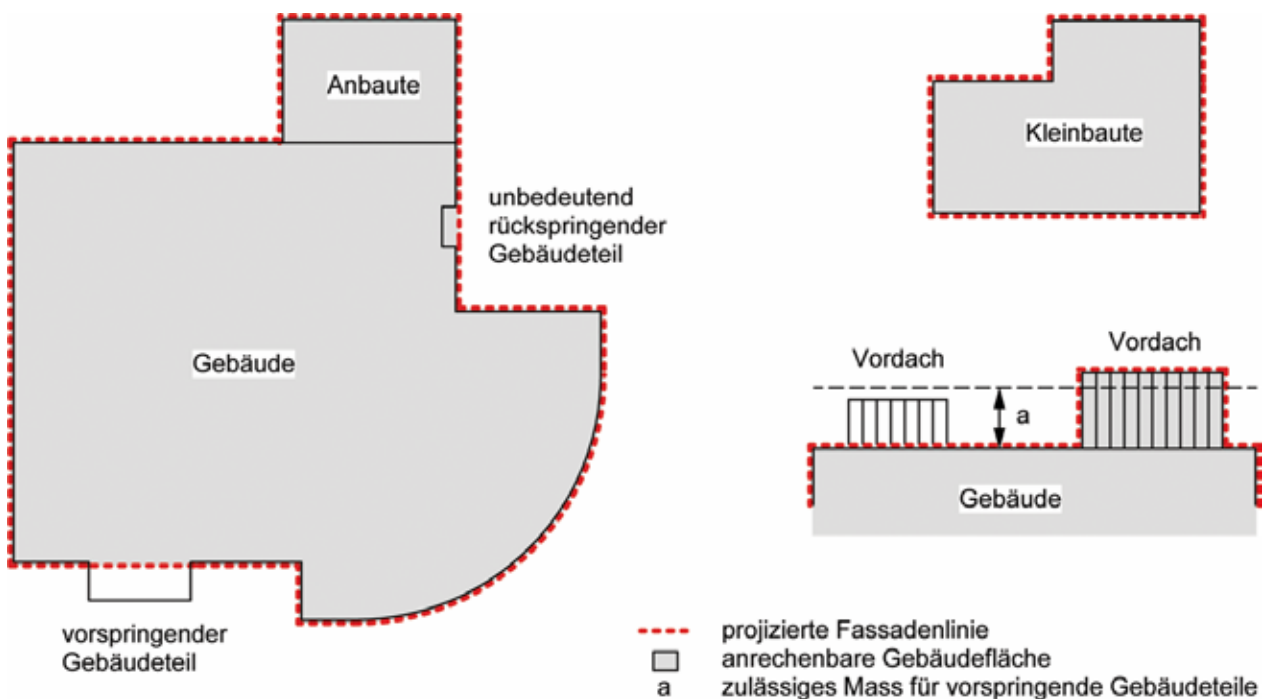 Anbaute
Kleinbaute
unbedeutend
rückspringender
Gebäudeteil
Gebäude
Vordach
Vordach
a
Gebäude
vorspringender
Gebäudeteil
projizierte Fassadenlinie
anrechenbare Gebäudefläche
a zulässiges Mass für vorspringende Gebäudeteile